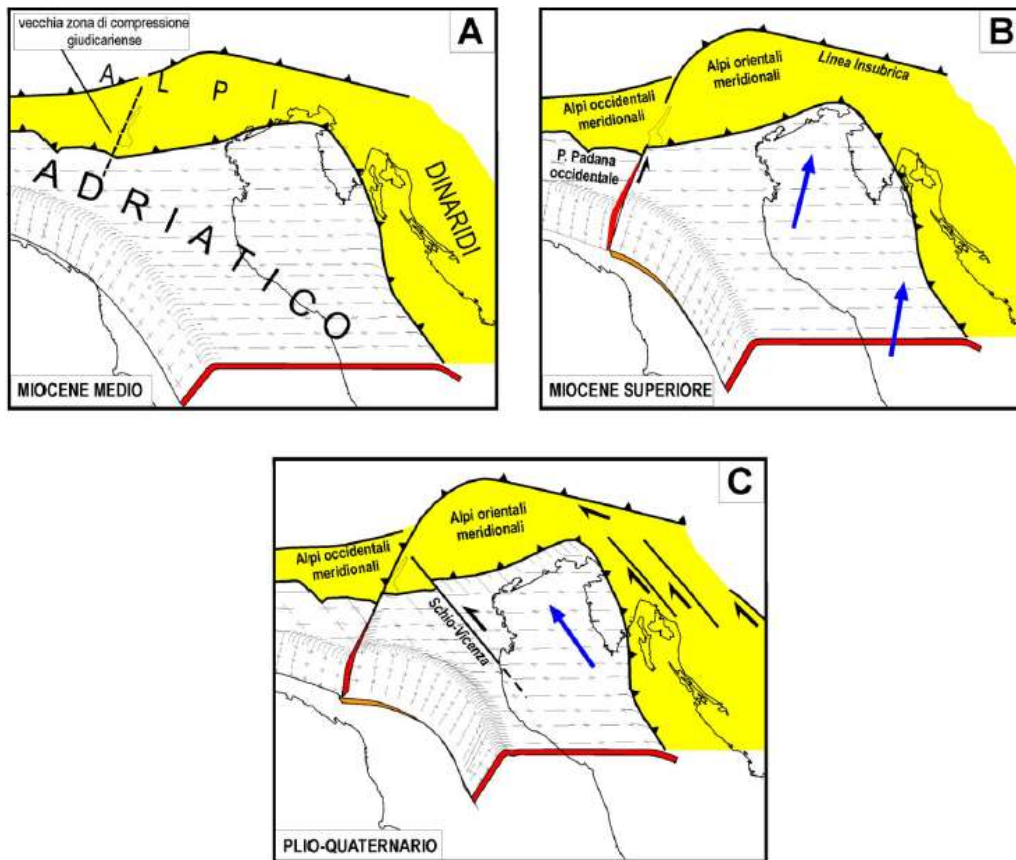 vecchia zona di compressione
giudicariense
A
A L P I
ADRIATICO
DINARIDI
MIOCENE MEDIO
B
Alpi orientali
meridionali
Linea Insubrica
Alpi occidentali
meridionali
P. Padana
occidentale
MIOCENE SUPERIORE
C
Alpi orientali
meridionali
Alpi occidentali
meridionali
Schio-Vicenza
PLIO-QUATERNARIO